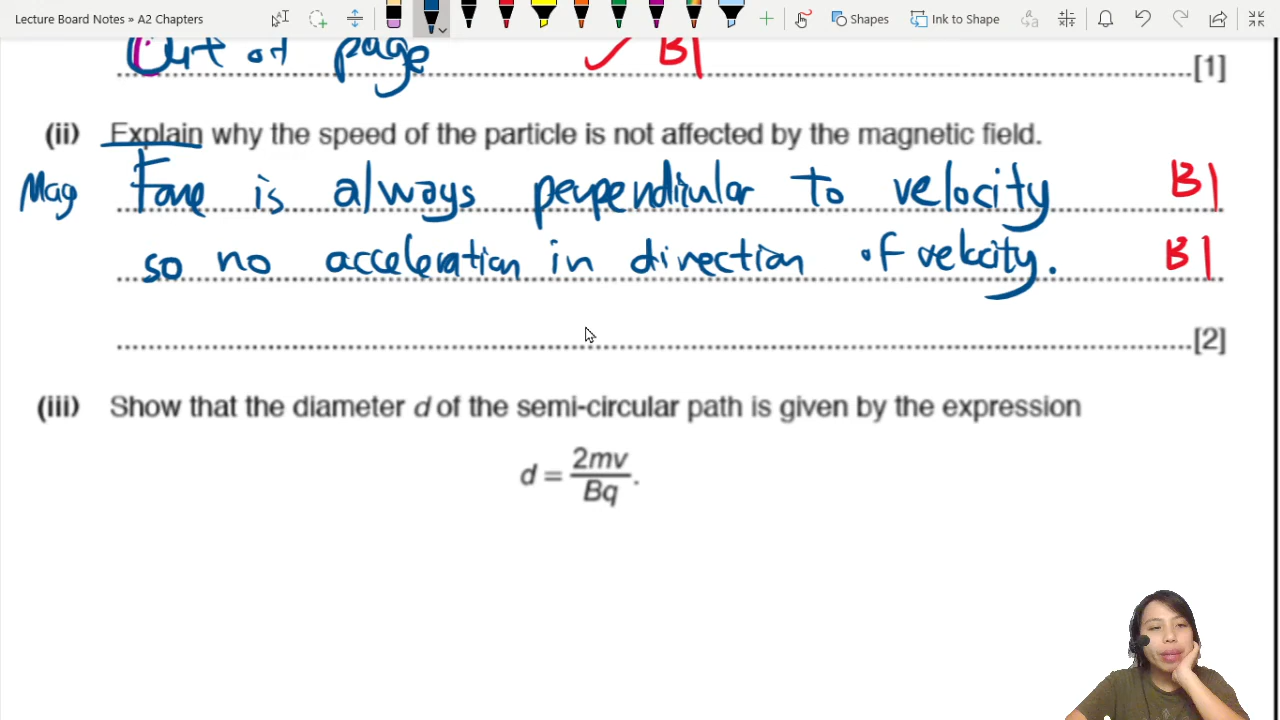 Lecture Board Notes » A2 Chapters
Shapes
Ink to Shape
Out of page B1
[1]
(ii) Explain why the speed of the particle is not affected by the magnetic field.
Mag Force is always perpendicular to velocity B1
so no acceleration in direction of velocity. B1
[2]
(iii) Show that the diameter d of the semi-circular path is given by the expression
d = 2mv / Bq.